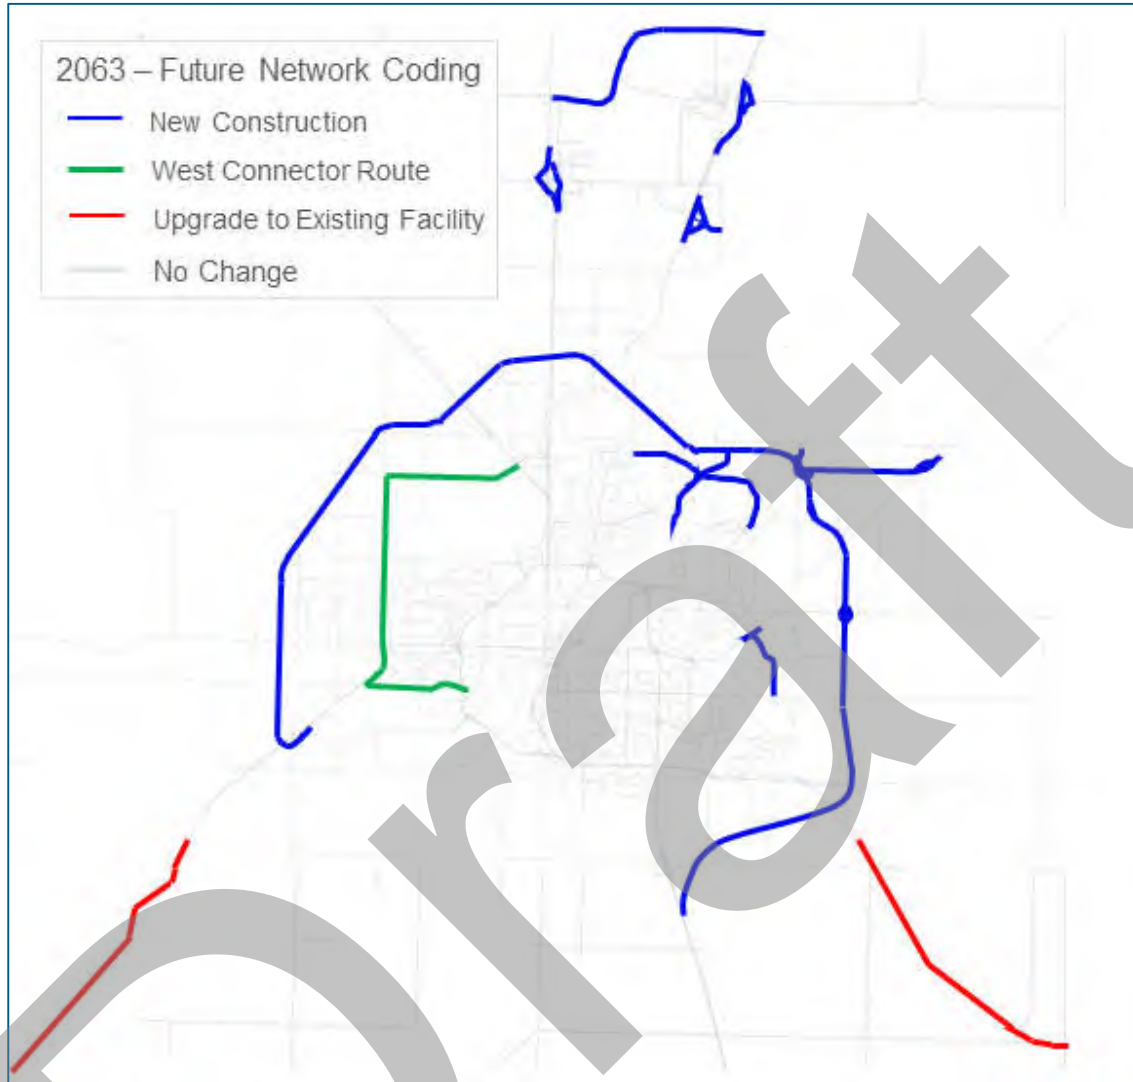 2063 – Future Network Coding
New Construction
West Connector Route
Upgrade to Existing Facility
No Change
Draft